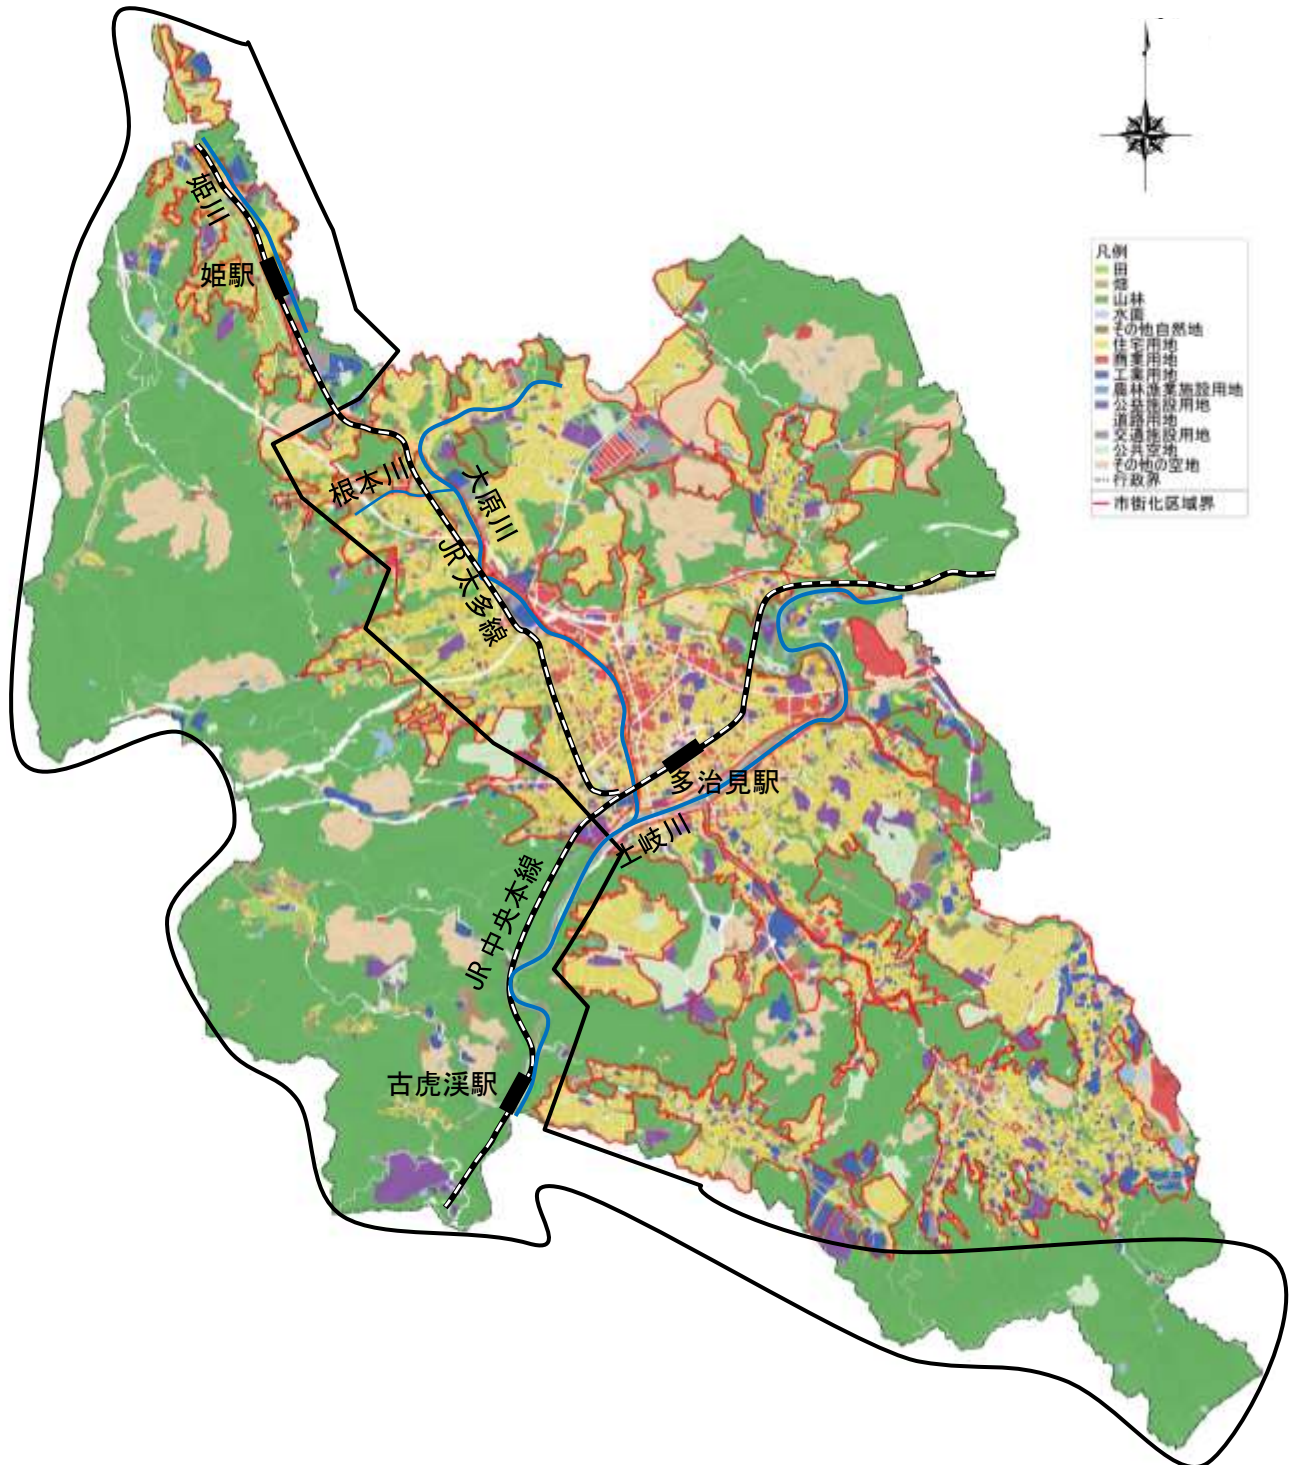 姫川
姫駅
根本川
大原川
JR 太多線
多治見駅
土岐川
JR 中央本線
古虎渓駅
凡例
田
畑
山林
水面
その他自然地
住宅用地
商業用地
工業用地
農林漁業施設用地
公益施設用地
道路用地
交通施設用地
公共空地
その他の空地
行政界
市街化区域界